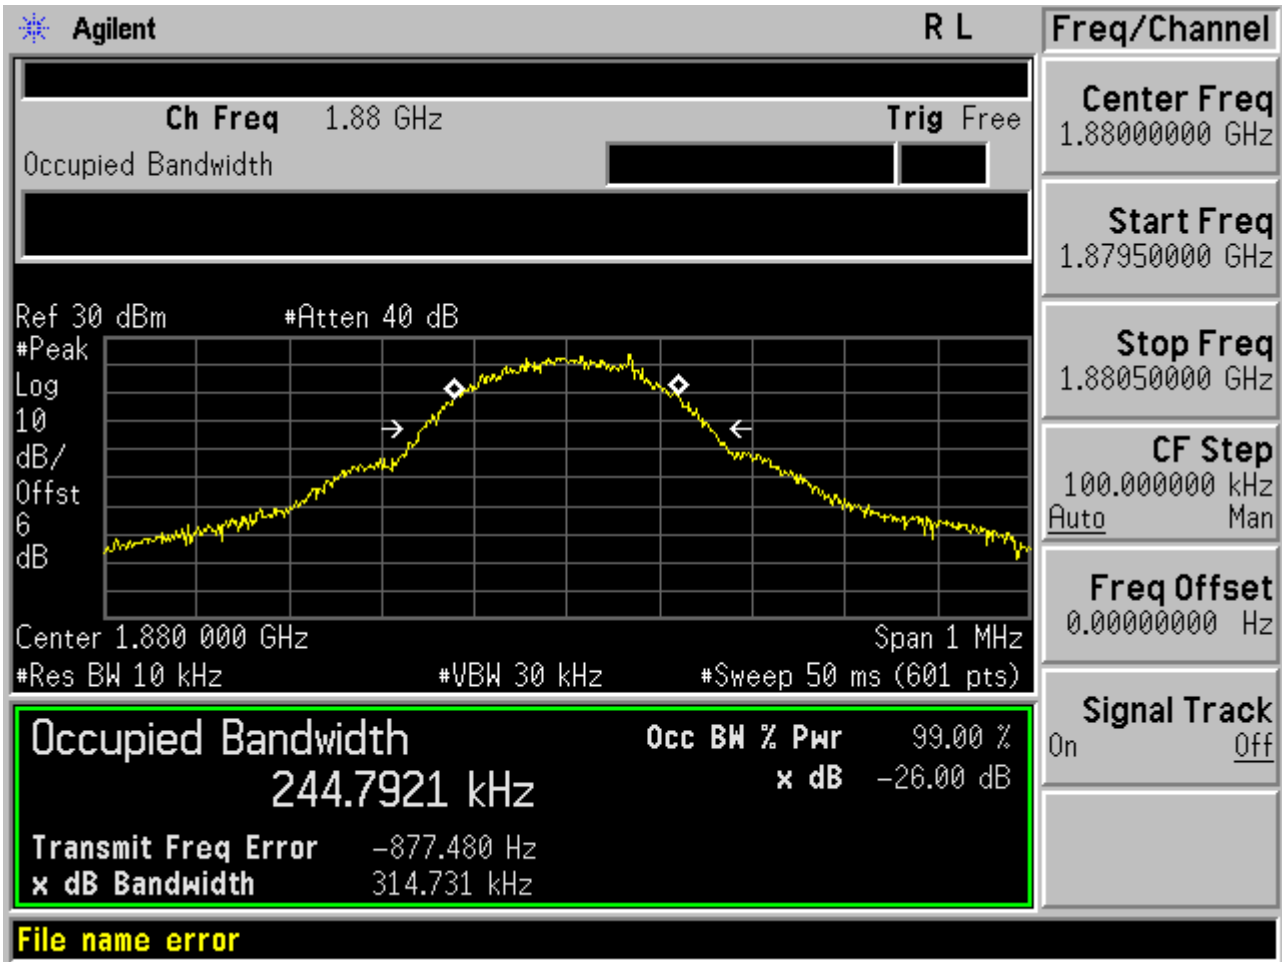 Agilent R L
Freq/Channel
Ch Freq 1.88 GHz Trig Free
Occupied Bandwidth
Ref 30 dBm #Atten 40 dB
#Peak
Log
10
dB/
Offst
6
dB
Center 1.880 000 GHz Span 1 MHz
#Res BW 10 kHz #VBW 30 kHz #Sweep 50 ms (601 pts)
Occupied Bandwidth
244.7921 kHz
Occ BW % Pwr 99.00 %
x dB -26.00 dB
Transmit Freq Error -877.480 Hz
x dB Bandwidth 314.731 kHz
File name error
Center Freq
1.88000000 GHz
Start Freq
1.87950000 GHz
Stop Freq
1.88050000 GHz
CF Step
100.000000 kHz
Auto Man
Freq Offset
0.00000000 Hz
Signal Track
On Off